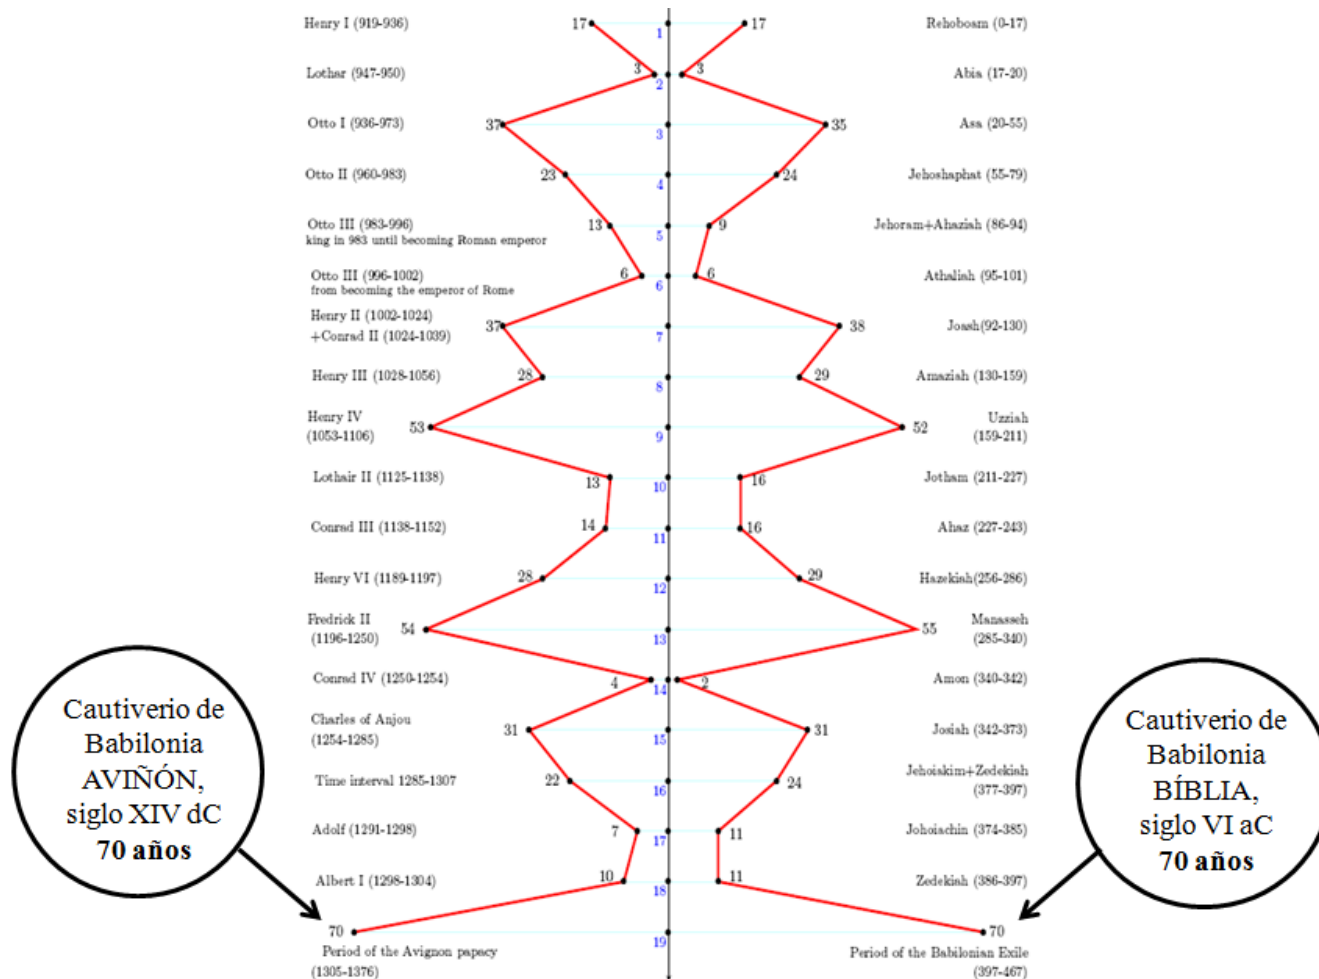 Henry I (919-936)
17
1
17
Rehoboam (0-17)
Lothar (947-950)
3
2
3
Abia (17-20)
Otto I (936-973)
37
3
35
Asa (20-55)
Otto II (960-983)
23
4
24
Jehoshaphat (55-79)
Otto III (983-996)
king in 983 until becoming Roman emperor
13
5
9
Jehoram+Ahaziah (86-94)
Otto III (996-1002)
from becoming the emperor of Rome
6
6
6
Athaliah (95-101)
Henry II (1002-1024)
+Conrad II (1024-1039)
37
7
38
Joash(92-130)
Henry III (1028-1056)
28
8
29
Amaziah (130-159)
Henry IV
(1053-1106)
53
9
52
Uzziah
(159-211)
Lothair II (1125-1138)
13
10
16
Jotham (211-227)
Conrad III (1138-1152)
14
11
16
Ahaz (227-243)
Henry VI (1189-1197)
28
12
29
Hazekiah(256-286)
Fredrick II
(1196-1250)
54
13
55
Manasseh
(285-340)
Conrad IV (1250-1254)
4
14
2
Amon (340-342)
Charles of Anjou
(1254-1285)
31
15
31
Josiah (342-373)
Time interval 1285-1307
22
16
24
Jehoiakim+Zedekiah
(377-397)
Adolf (1291-1298)
7
17
11
Johoiachin (374-385)
Albert I (1298-1304)
10
18
11
Zedekiah (386-397)
70
19
70
Period of the Avignon papacy
(1305-1376)
Period of the Babylonian Exile
(397-467)
Cautiverio de
Babilonia
AVIÑÓN,
siglo XIV dC
70 años
Cautiverio de
Babilonia
BÍBLIA,
siglo VI aC
70 años